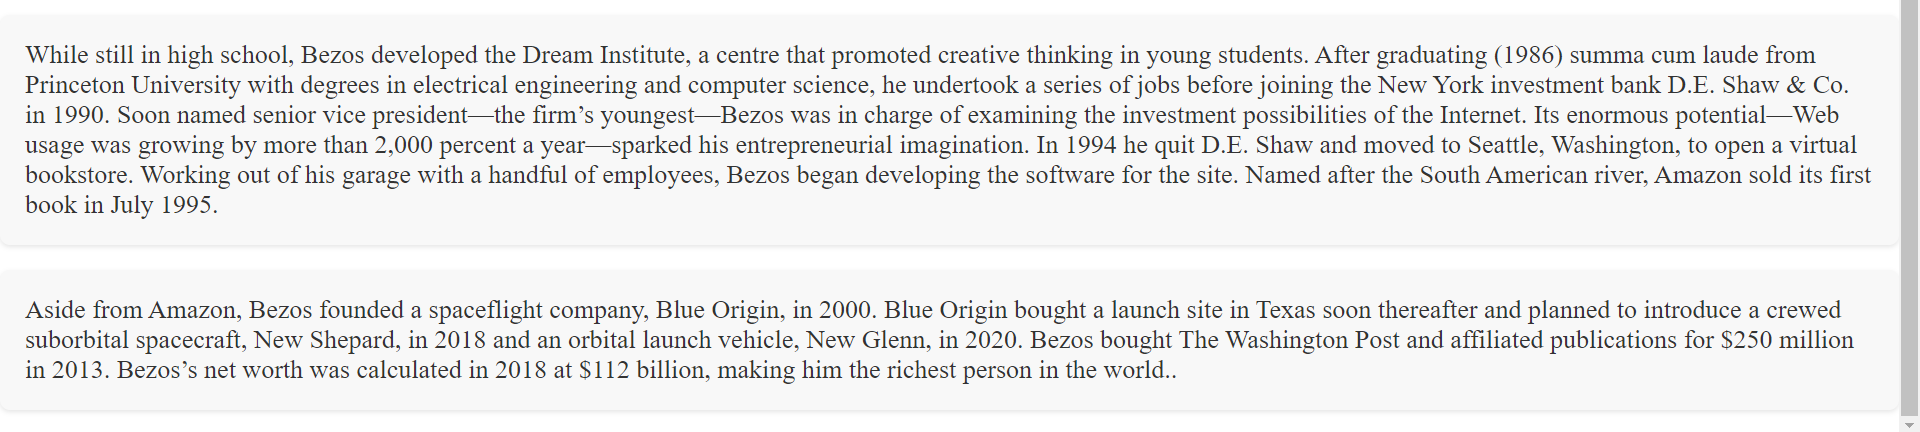 While still in high school, Bezos developed the Dream Institute, a centre that promoted creative thinking in young students. After graduating (1986) summa cum laude from
Princeton University with degrees in electrical engineering and computer science, he undertook a series of jobs before joining the New York investment bank D.E. Shaw & Co.
in 1990. Soon named senior vice president—the firm’s youngest—Bezos was in charge of examining the investment possibilities of the Internet. Its enormous potential—Web
usage was growing by more than 2,000 percent a year—sparked his entrepreneurial imagination. In 1994 he quit D.E. Shaw and moved to Seattle, Washington, to open a virtual
bookstore. Working out of his garage with a handful of employees, Bezos began developing the software for the site. Named after the South American river, Amazon sold its first
book in July 1995.
Aside from Amazon, Bezos founded a spaceflight company, Blue Origin, in 2000. Blue Origin bought a launch site in Texas soon thereafter and planned to introduce a crewed
suborbital spacecraft, New Shepard, in 2018 and an orbital launch vehicle, New Glenn, in 2020. Bezos bought The Washington Post and affiliated publications for $250 million
in 2013. Bezos’s net worth was calculated in 2018 at $112 billion, making him the richest person in the world..